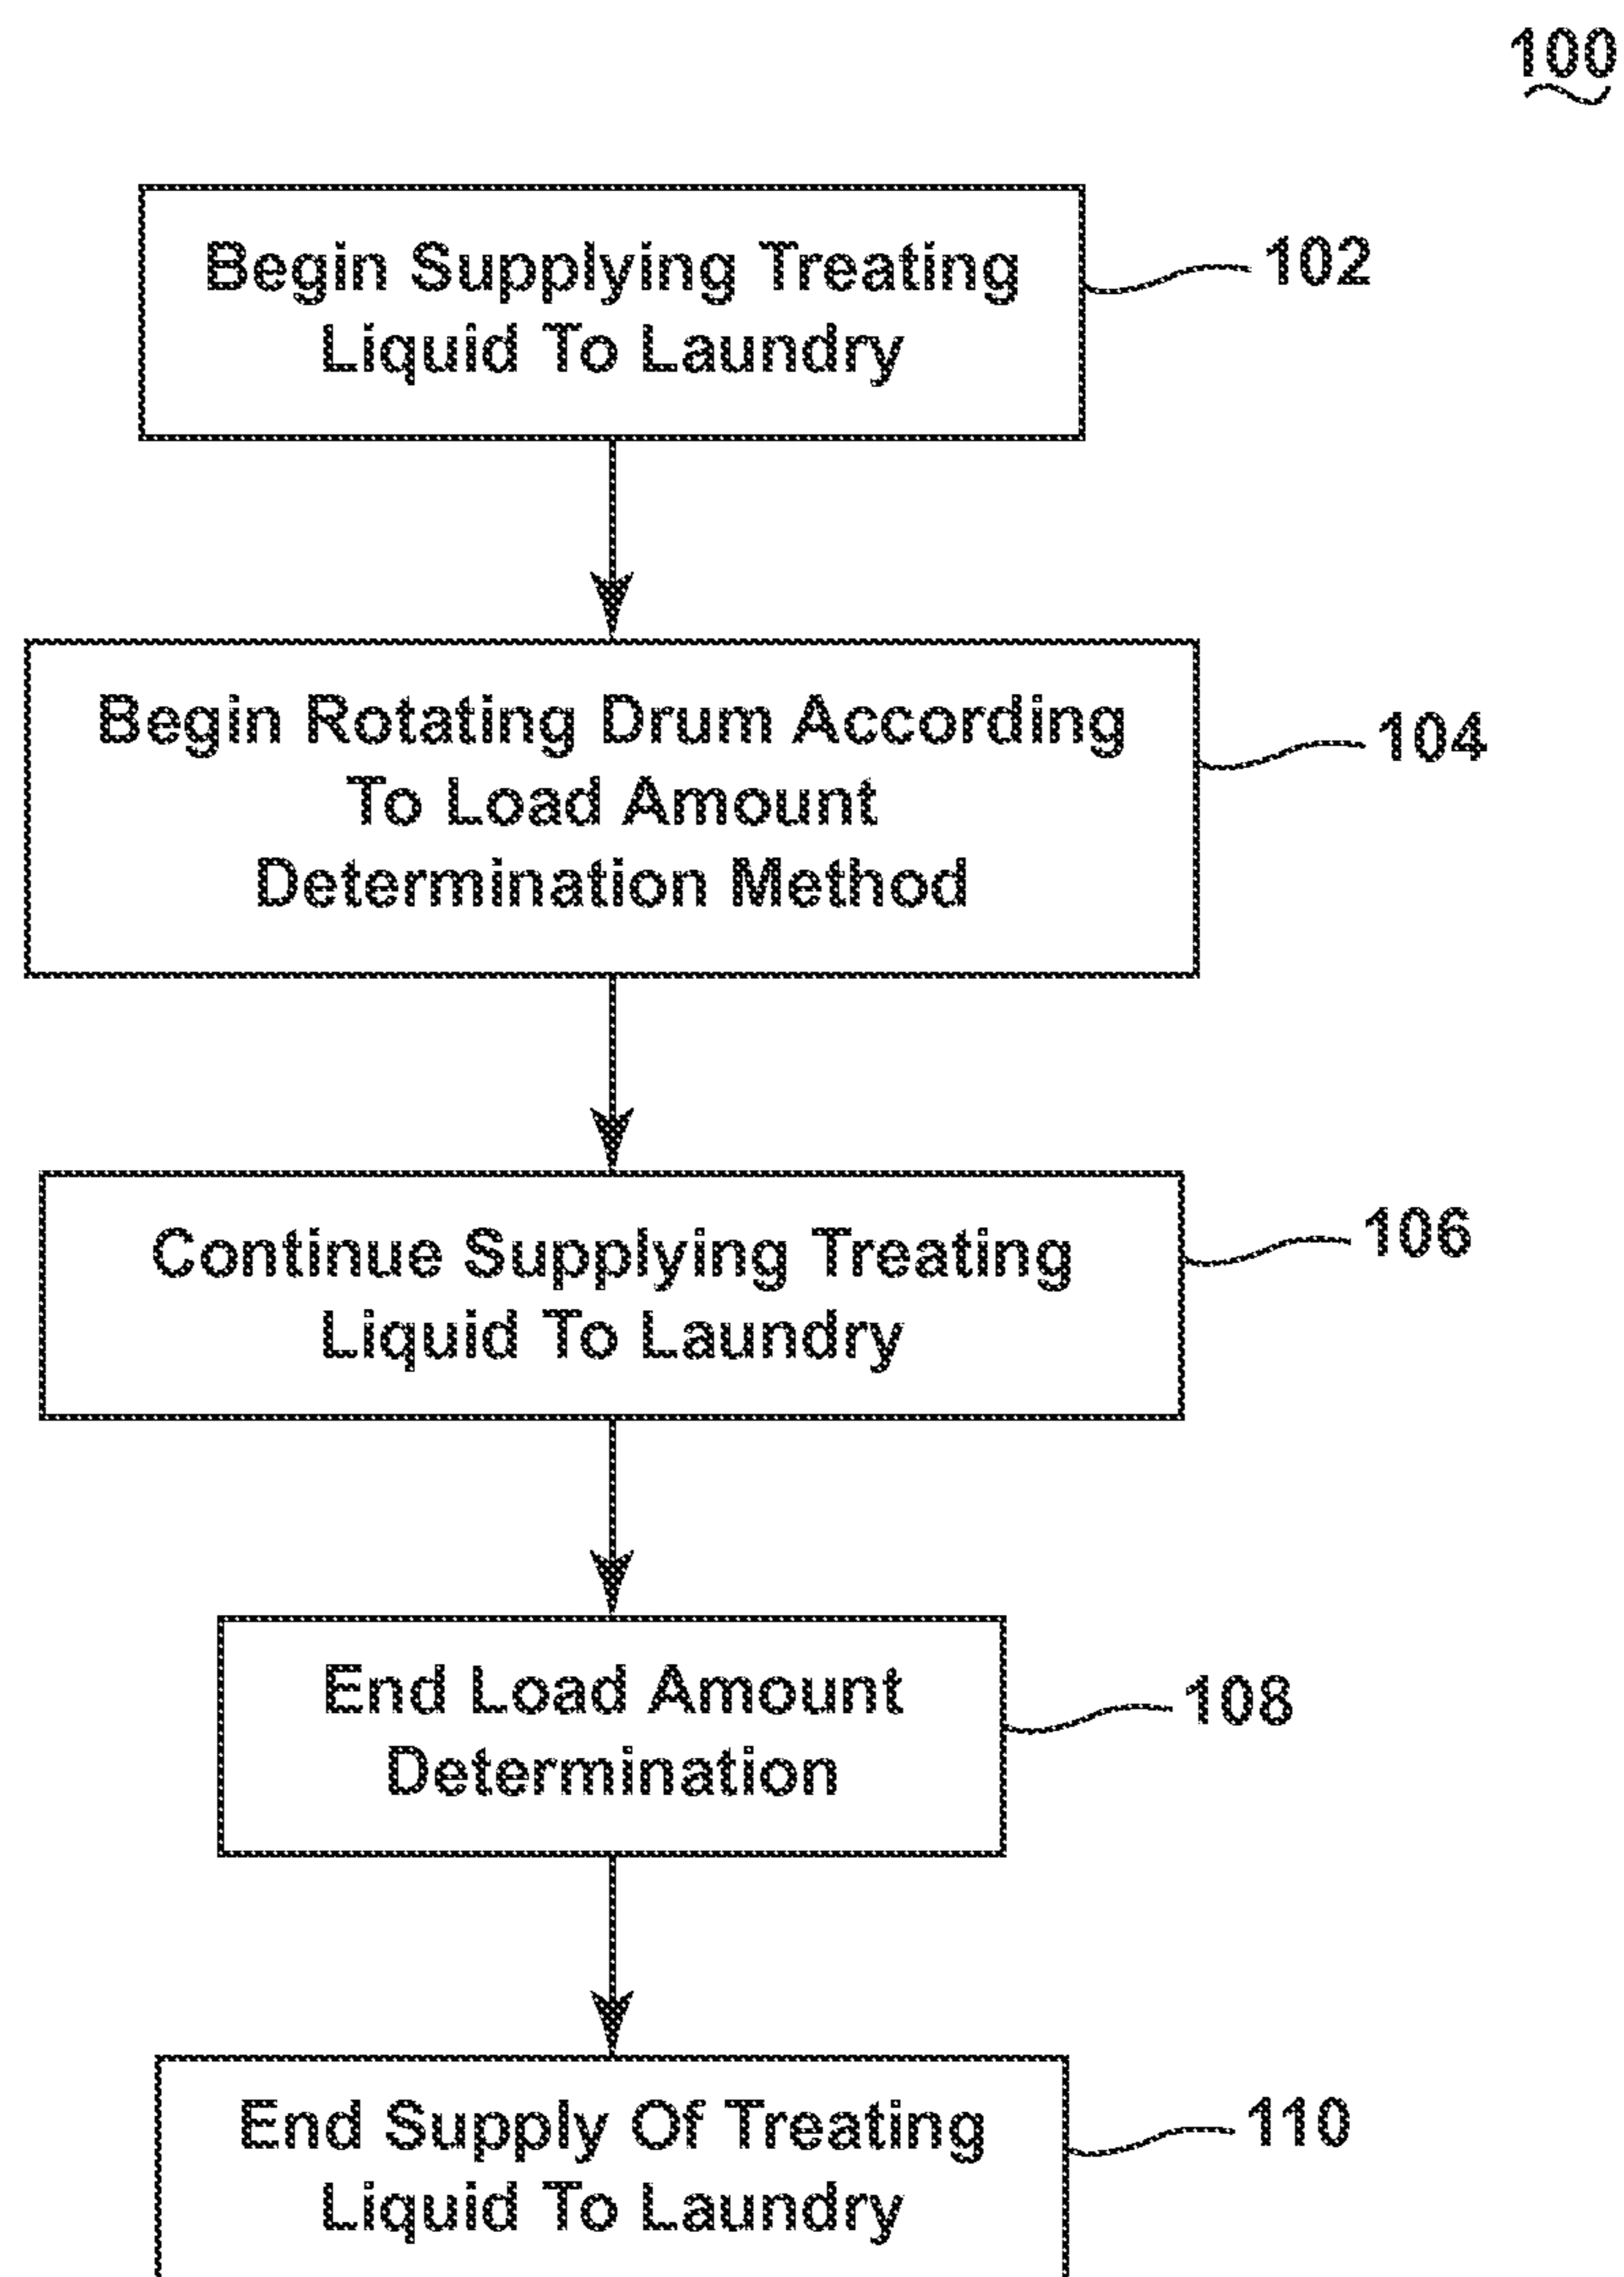 100
Begin Supplying Treating
Liquid To Laundry
102
Begin Rotating Drum According
To Load Amount
Determination Method
104
Continue Supplying Treating
Liquid To Laundry
106
End Load Amount
Determination
108
End Supply Of Treating
Liquid To Laundry
110